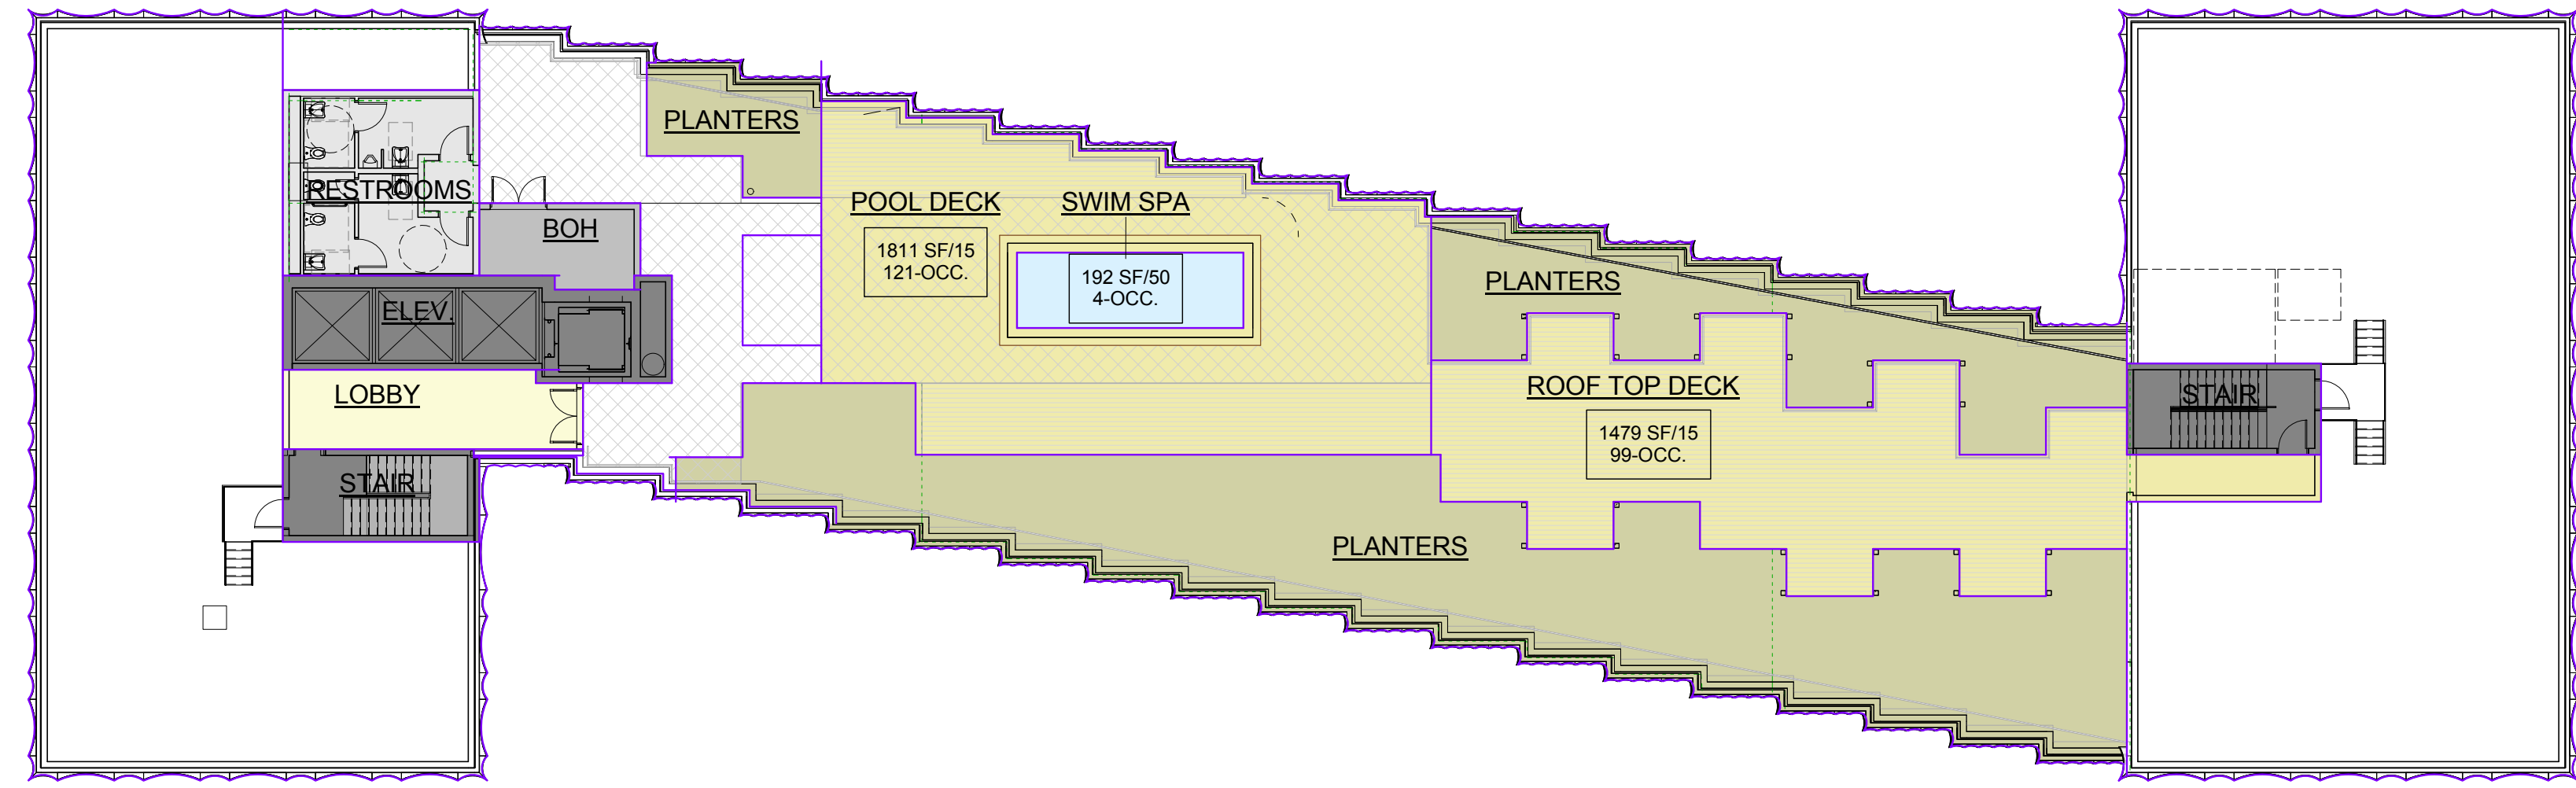 PLANTERS
RESTROOMS
BOH
POOL DECK
1811 SF/15
121-OCC.
SWIM SPA
192 SF/50
4-OCC.
ELEV.
LOBBY
STAIR
PLANTERS
ROOF TOP DECK
1479 SF/15
99-OCC.
STAIR
PLANTERS